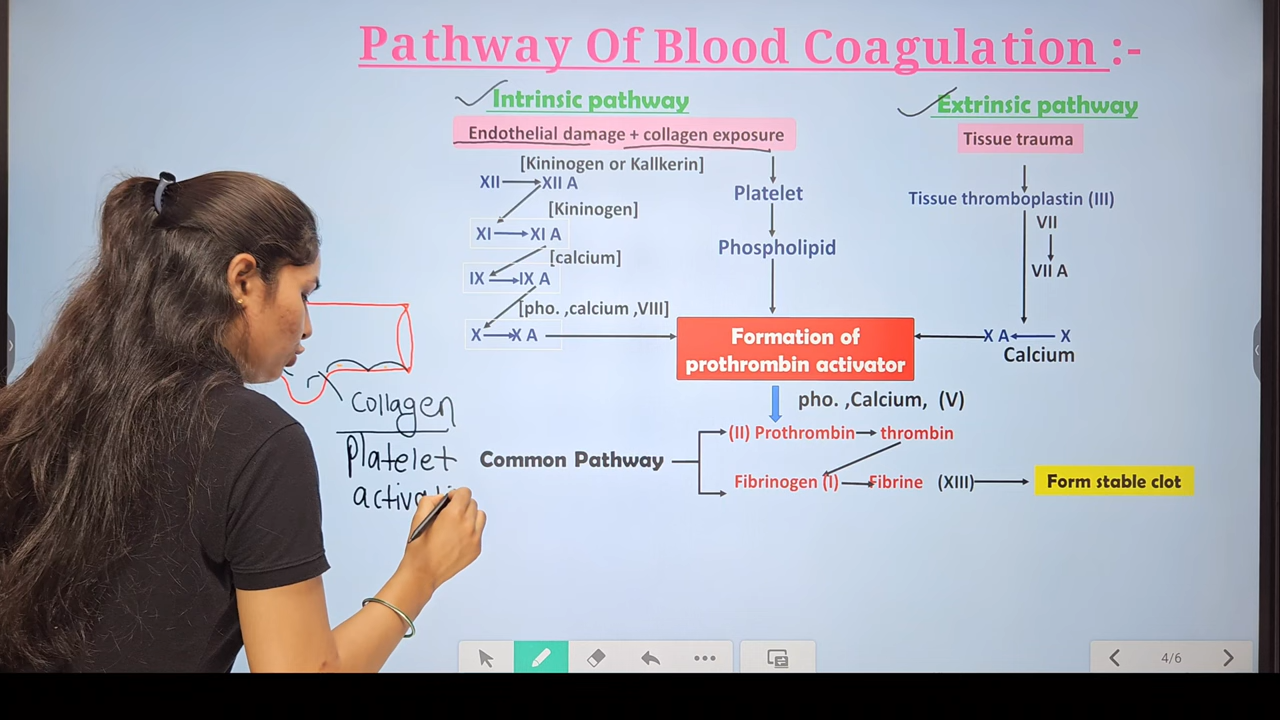 Pathway Of Blood Coagulation :-
Intrinsic pathway
Endothelial damage + collagen exposure
[Kininogen or Kallkerin]
XII XII A
[Kininogen]
XI XI A
[calcium]
IX IX A
[pho. ,calcium ,VIII]
X X A
Platelet
Phospholipid
Extrinsic pathway
Tissue trauma
Tissue thromboplastin (III)
VII
VII A
X A X
Calcium
Formation of
prothrombin activator
pho. ,Calcium, (V)
Common Pathway
(II) Prothrombin thrombin
Fibrinogen (I) Fibrine (XIII)
Form stable clot
Collagen
Platelet
4/6